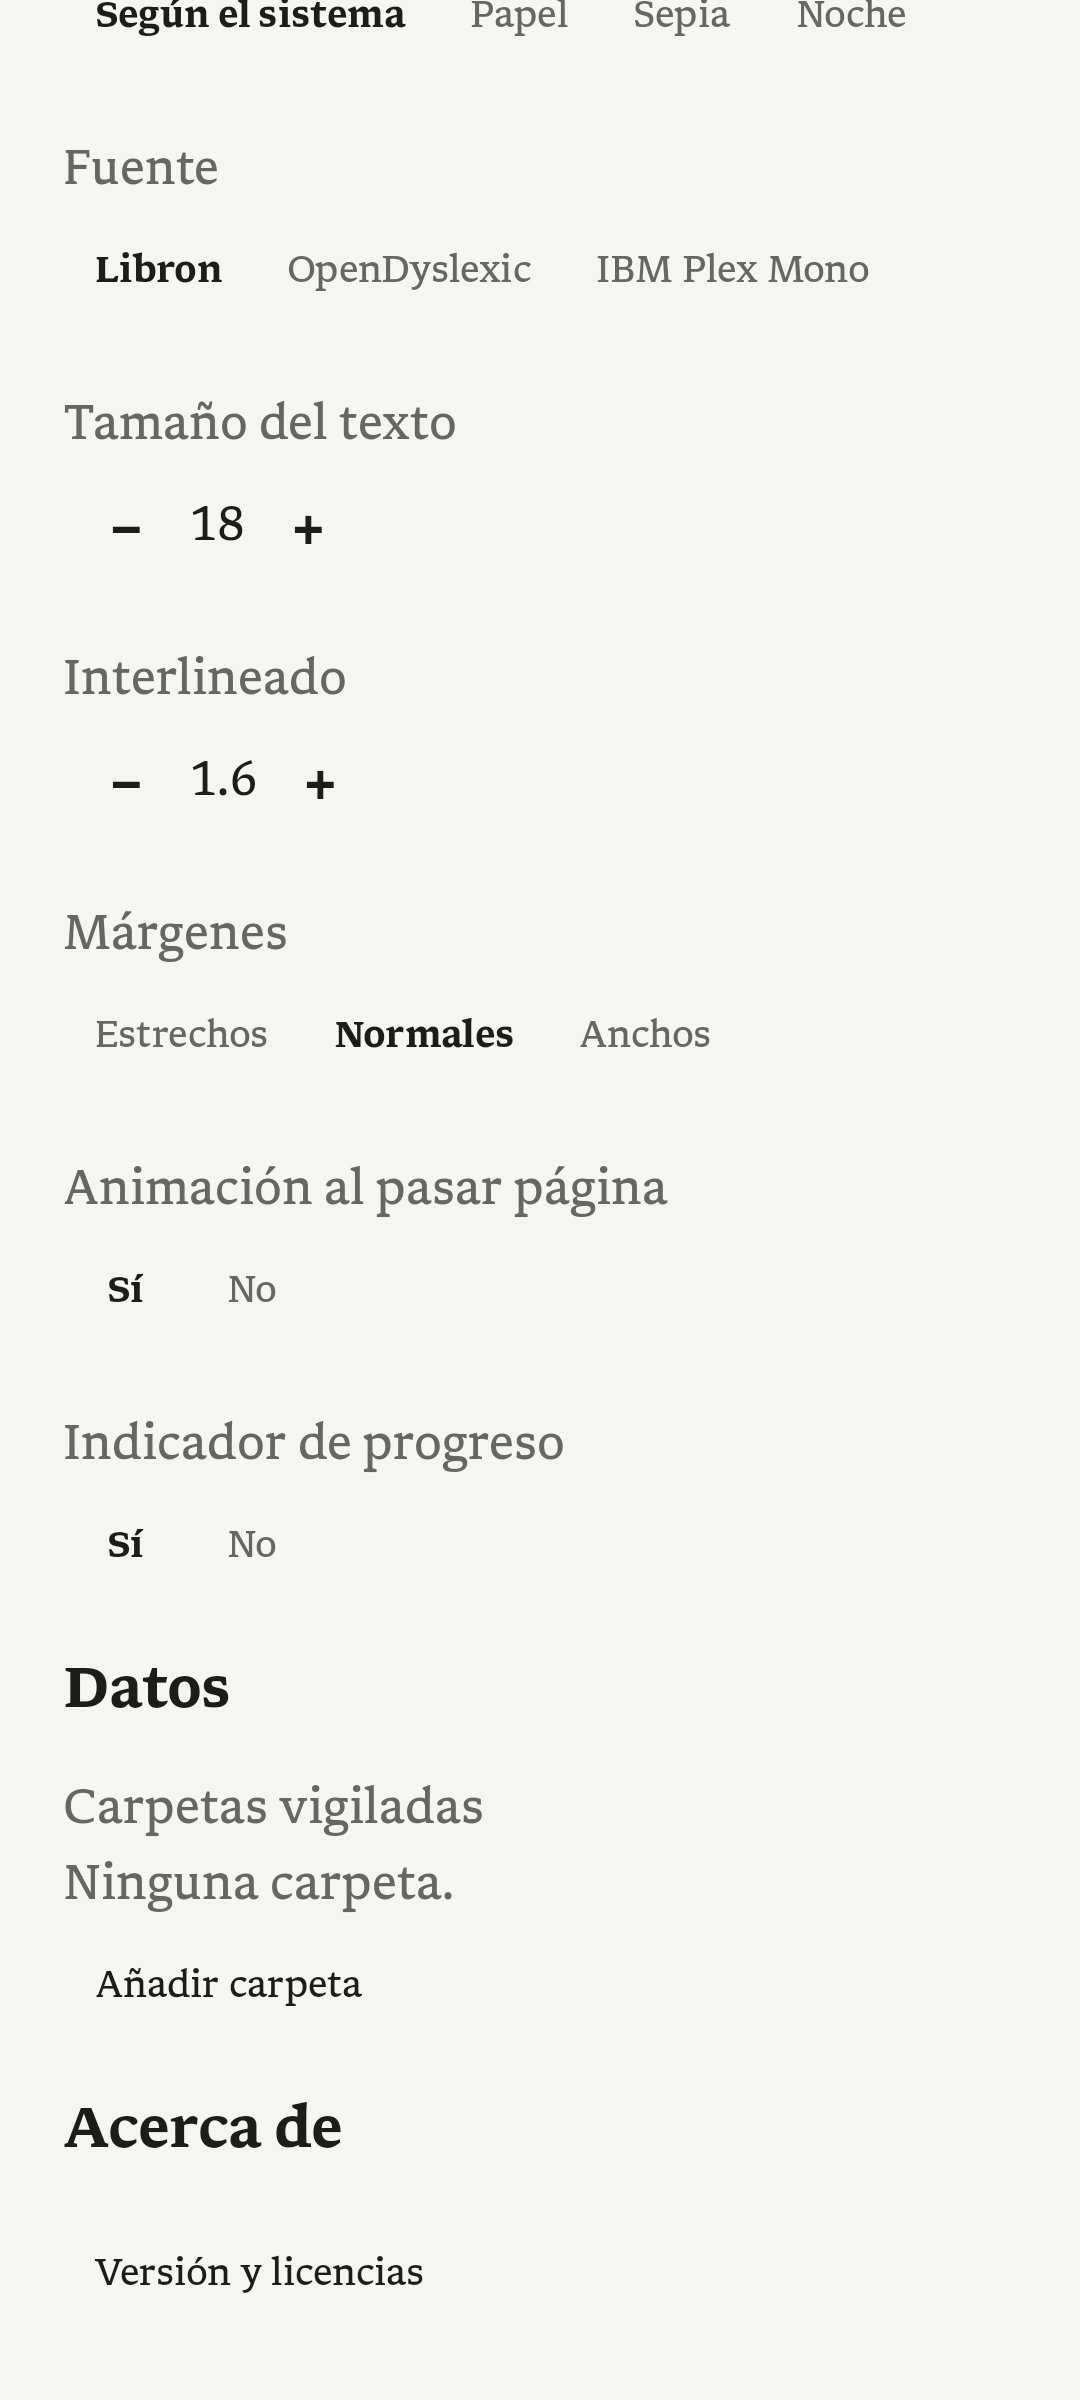 Según el sistema Papel Sepia Noche
Fuente
Libron OpenDyslexic IBM Plex Mono
Tamaño del texto
– 18 +
Interlineado
– 1.6 +
Márgenes
Estrechos Normales Anchos
Animación al pasar página
Sí No
Indicador de progreso
Sí No
Datos
Carpetas vigiladas
Ninguna carpeta.
Añadir carpeta
Acerca de
Versión y licencias